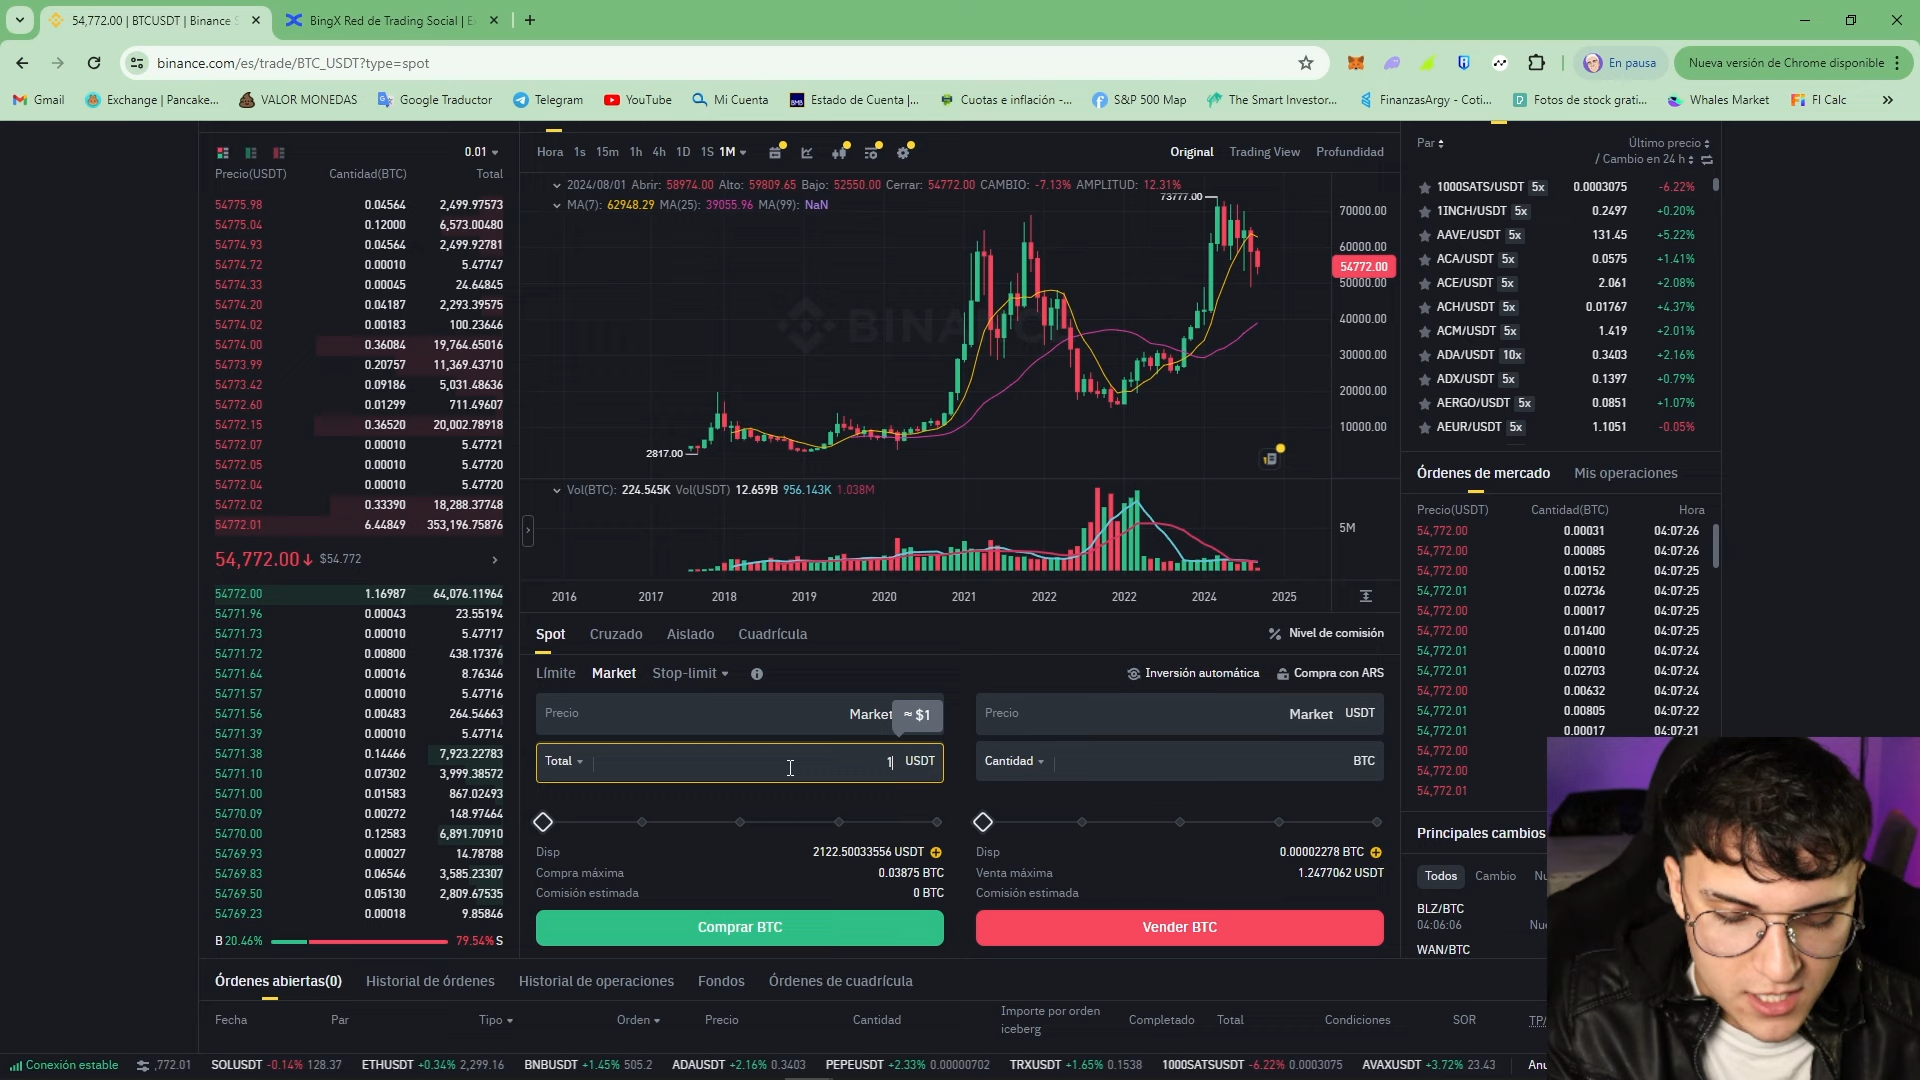 54,772.00 | BTCUSDT | Binance S
BingX Red de Trading Social | E
binance.com/es/trade/BTC_USDT?type=spot
En pausa
Nueva versión de Chrome disponible
Gmail
Exchange | Pancake...
VALOR MONEDAS
Google Traductor
Telegram
YouTube
Mi Cuenta
Estado de Cuenta |...
Cuotas e inflación -...
S&P 500 Map
The Smart Investor...
FinanzasArgy - Coti...
Fotos de stock grati...
Whales Market
FI Calc
0.01
Precio(USDT) Cantidad(BTC) Total
54775.98 0.04564 2,499.97573
54775.04 0.12000 6,573.00480
54774.93 0.04564 2,499.92781
54774.72 0.00010 5.47747
54774.33 0.00045 24.64845
54774.20 0.04187 2,293.39575
54774.02 0.00183 100.23646
54774.00 0.36084 19,764.65016
54773.99 0.20757 11,369.43710
54773.42 0.09186 5,031.48636
54772.60 0.01299 711.49607
54772.15 0.36520 20,002.78918
54772.07 0.00010 5.47721
54772.05 0.00010 5.47720
54772.04 0.00010 5.47720
54772.02 0.33390 18,288.37748
54772.01 6.44849 353,196.75876
54,772.00↓ $54.772
54772.00 1.16987 64,076.11964
54771.96 0.00043 23.55194
54771.73 0.00010 5.47717
54771.72 0.00800 438.17376
54771.64 0.00016 8.76346
54771.57 0.00010 5.47716
54771.56 0.00483 264.54663
54771.39 0.00010 5.47714
54771.38 0.14466 7,923.22783
54771.10 0.07302 3,999.38572
54771.00 0.01583 867.02493
54770.09 0.00272 148.97464
54770.00 0.12583 6,891.70910
54769.93 0.00027 14.78788
54769.83 0.06546 3,585.23307
54769.50 0.05130 2,809.67535
54769.23 0.00018 9.85846
B 20.46% 79.54% S
Hora 1s 15m 1h 4h 1D 1S 1M
Original Trading View Profundidad
2024/08/01 Abrir: 58974.00 Alto: 59809.65 Bajo: 52550.00 Cerrar: 54772.00 CAMBIO: -7.13% AMPLITUD: 12.31%
MA(7): 62948.29 MA(25): 39055.96 MA(99): NaN
73777.00
70000.00
60000.00
54772.00
50000.00
40000.00
30000.00
20000.00
10000.00
2817.00
Vol(BTC): 224.545K Vol(USDT) 12.659B 956.143K 1.038M
5M
2016 2017 2018 2019 2020 2021 2022 2022 2024 2025
Spot Cruzado Aislado Cuadrícula
Nivel de comisión
Límite Market Stop-limit
Inversión automática Compra con ARS
Precio Market ≈ $1
Total 1 USDT
Disp 2122.50033556 USDT
Compra máxima 0.03875 BTC
Comisión estimada 0 BTC
Comprar BTC
Precio Market USDT
Cantidad BTC
Disp 0.00002278 BTC
Venta máxima 1.2477062 USDT
Comisión estimada
Vender BTC
Par Último precio
/ Cambio en 24 h
1000SATS/USDT 5x 0.0003075 -6.22%
1INCH/USDT 5x 0.2497 +0.20%
AAVE/USDT 5x 131.45 +5.22%
ACA/USDT 5x 0.0575 +1.41%
ACE/USDT 5x 2.061 +2.08%
ACH/USDT 5x 0.01767 +4.37%
ACM/USDT 5x 1.419 +2.01%
ADA/USDT 10x 0.3403 +2.16%
ADX/USDT 5x 0.1397 +0.79%
AERGO/USDT 5x 0.0851 +1.07%
AEUR/USDT 5x 1.1051 -0.05%
Órdenes de mercado Mis operaciones
Precio(USDT) Cantidad(BTC) Hora
54,772.00 0.00031 04:07:26
54,772.00 0.00085 04:07:26
54,772.00 0.00152 04:07:25
54,772.01 0.02736 04:07:25
54,772.00 0.00017 04:07:25
54,772.00 0.01400 04:07:25
54,772.01 0.00010 04:07:24
54,772.01 0.02703 04:07:24
54,772.00 0.00632 04:07:24
54,772.01 0.00805 04:07:22
54,772.01 0.00017 04:07:21
54,772.00
54,772.00
54,772.01
Principales cambios
Todos Cambio Nu
BLZ/BTC
04:06:06 Nue
WAN/BTC
Órdenes abiertas(0) Historial de órdenes Historial de operaciones Fondos Órdenes de cuadrícula
Fecha Par Tipo Orden Precio Cantidad Importe por orden iceberg Completado Total Condiciones SOR TP/
Conexión estable ,772.01 SOLUSDT -0.14% 128.37 ETHUSDT +0.34% 2,299.16 BNBUSDT +1.45% 505.2 ADAUSDT +2.16% 0.3403 PEPEUSDT +2.33% 0.00000702 TRXUSDT +1.65% 0.1538 1000SATSUSDT -6.22% 0.0003075 AVAXUSDT +3.72% 23.43 Anu